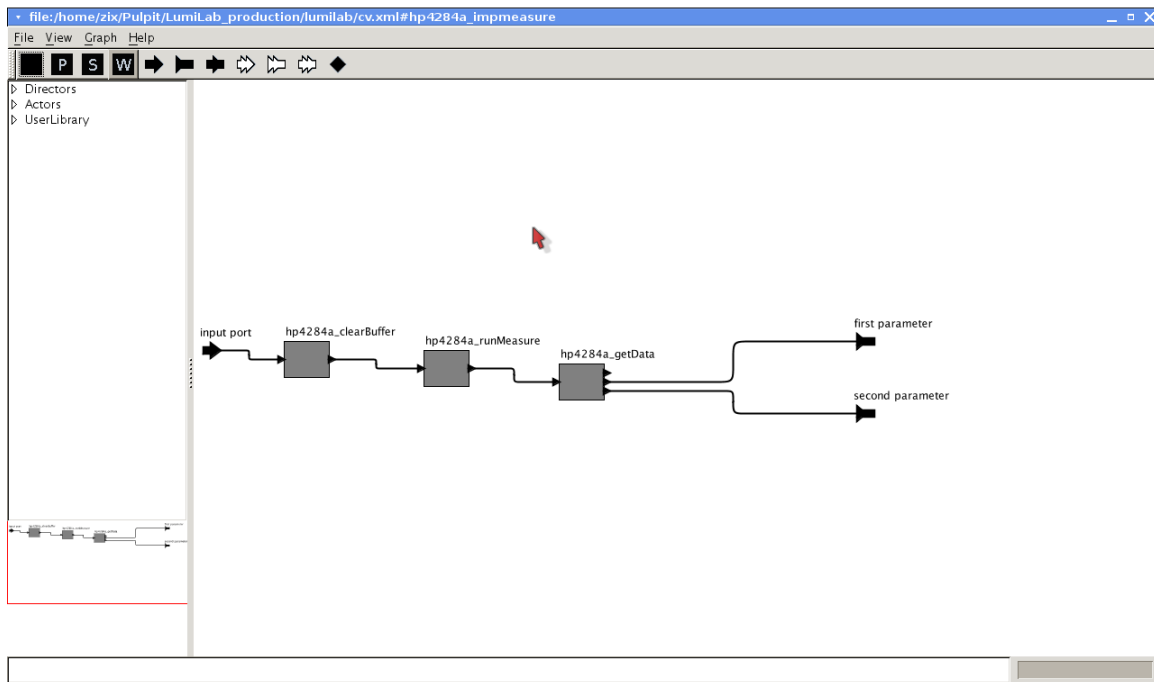 file:/home/zix/Pulpit/LumiLab_production/lumilab/cv.xml#hp4284a_impmeasure
File View Graph Help
P S W
Directors
Actors
UserLibrary
input port
hp4284a_clearBuffer
hp4284a_runMeasure
hp4284a_getData
first parameter
second parameter